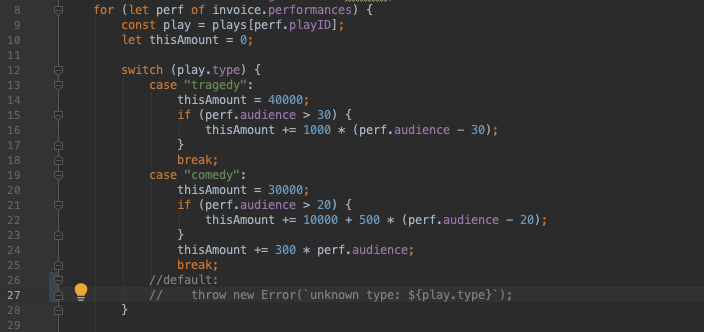 8 for (let perf of invoice.performances) {
9 const play = plays[perf.playID];
10 let thisAmount = 0;
11
12 switch (play.type) {
13 case "tragedy":
14 thisAmount = 40000;
15 if (perf.audience > 30) {
16 thisAmount += 1000 * (perf.audience - 30);
17 }
18 break;
19 case "comedy":
20 thisAmount = 30000;
21 if (perf.audience > 20) {
22 thisAmount += 10000 + 500 * (perf.audience - 20);
23 }
24 thisAmount += 300 * perf.audience;
25 break;
26 //default:
27 //    throw new Error(`unknown type: ${play.type}`);
28 }
29